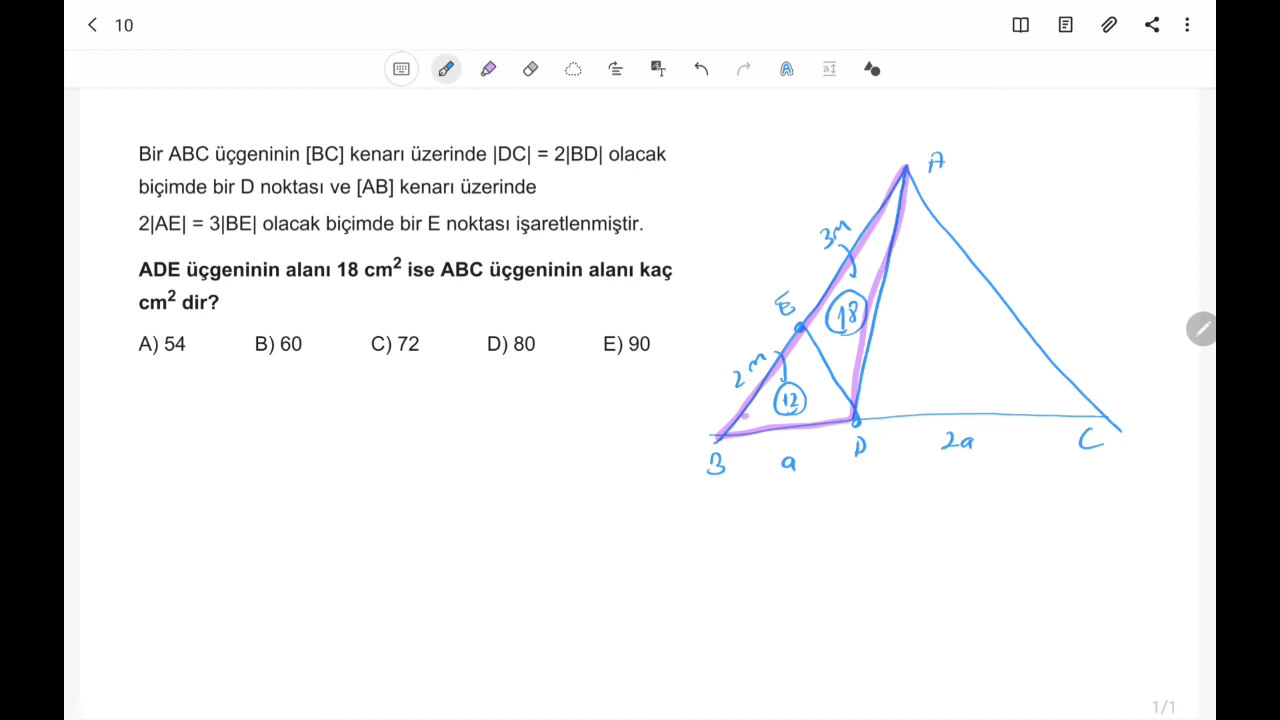 10
Bir ABC üçgeninin [BC] kenarı üzerinde |DC| = 2|BD| olacak
biçimde bir D noktası ve [AB] kenarı üzerinde
2|AE| = 3|BE| olacak biçimde bir E noktası işaretlenmiştir.
ADE üçgeninin alanı 18 cm² ise ABC üçgeninin alanı kaç
cm² dir?
A) 54 B) 60 C) 72 D) 80 E) 90
A
3m
E
18
2m
12
B
a
D
2a
C
1/1